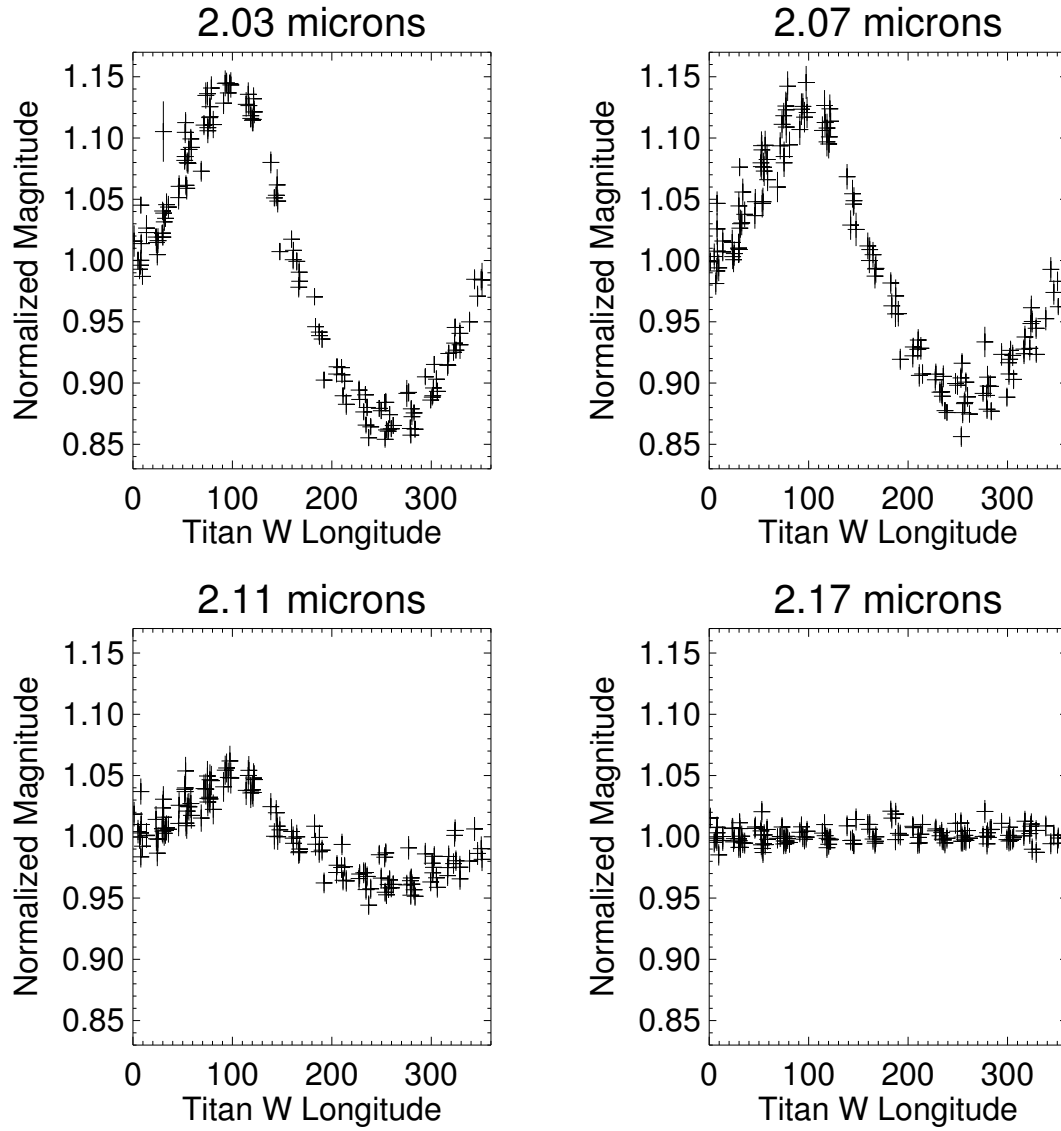 2.03 microns
Normalized Magnitude
1.15
1.10
1.05
1.00
0.95
0.90
0.85
0 100 200 300
Titan W Longitude
2.07 microns
Normalized Magnitude
1.15
1.10
1.05
1.00
0.95
0.90
0.85
0 100 200 300
Titan W Longitude
2.11 microns
Normalized Magnitude
1.15
1.10
1.05
1.00
0.95
0.90
0.85
0 100 200 300
Titan W Longitude
2.17 microns
Normalized Magnitude
1.15
1.10
1.05
1.00
0.95
0.90
0.85
0 100 200 300
Titan W Longitude